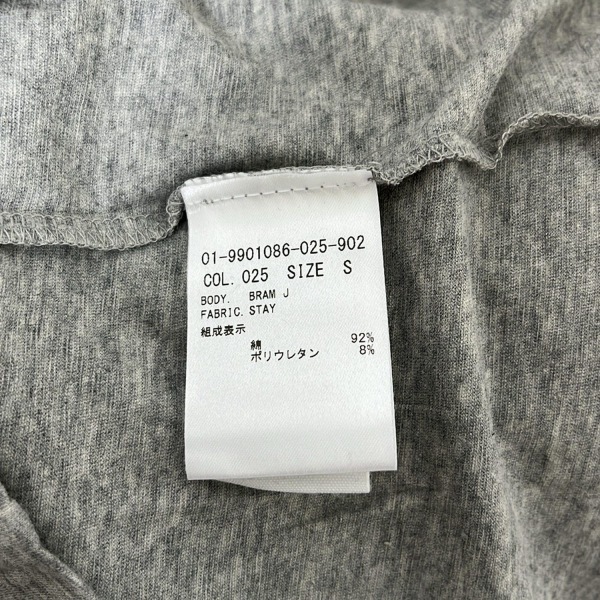 01-9901086-025-902
COL. 025 SIZE S
BODY. BRAM J
FABRIC. STAY
組成表示
綿 92%
ポリウレタン 8%